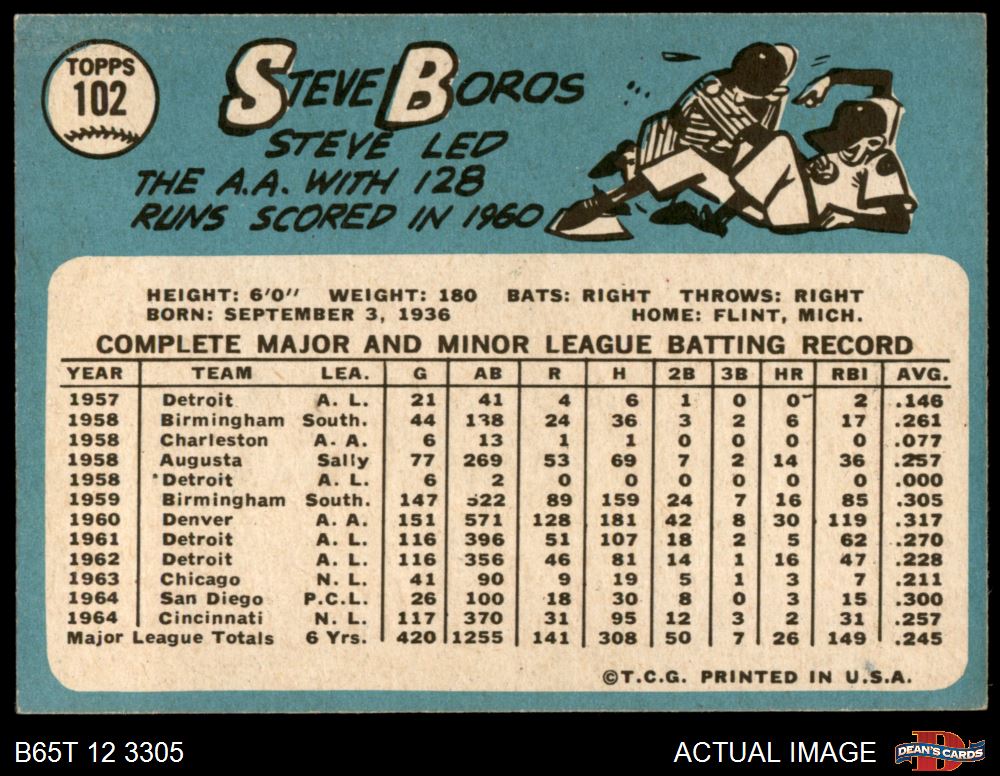 TOPPS
102
STEVE BOROS
STEVE LED
THE A.A. WITH 128
RUNS SCORED IN 1960
HEIGHT: 6'0" WEIGHT: 180 BATS: RIGHT THROWS: RIGHT
BORN: SEPTEMBER 3, 1936 HOME: FLINT, MICH.
COMPLETE MAJOR AND MINOR LEAGUE BATTING RECORD
YEAR TEAM LEA. G AB R H 2B 3B HR RBI AVG.
1957 Detroit A. L. 21 41 4 6 1 0 0 2 .146
1958 Birmingham South. 44 138 24 36 3 2 6 17 .261
1958 Charleston A. A. 6 13 1 1 0 0 0 0 .077
1958 Augusta Sally 77 269 53 69 7 2 14 36 .257
1958 Detroit A. L. 6 2 0 0 0 0 0 0 .000
1959 Birmingham South. 147 522 89 159 24 7 16 85 .305
1960 Denver A. A. 151 571 128 181 42 8 30 119 .317
1961 Detroit A. L. 116 396 51 107 18 2 5 62 .270
1962 Detroit A. L. 116 356 46 81 14 1 16 47 .228
1963 Chicago N. L. 41 90 9 19 5 1 3 7 .211
1964 San Diego P.C.L. 26 100 18 30 8 0 3 15 .300
1964 Cincinnati N. L. 117 370 31 95 12 3 2 31 .257
Major League Totals 6 Yrs. 420 1255 141 308 50 7 26 149 .245
©T.C.G. PRINTED IN U.S.A.
B65T 12 3305 ACTUAL IMAGE DEAN'S CARDS